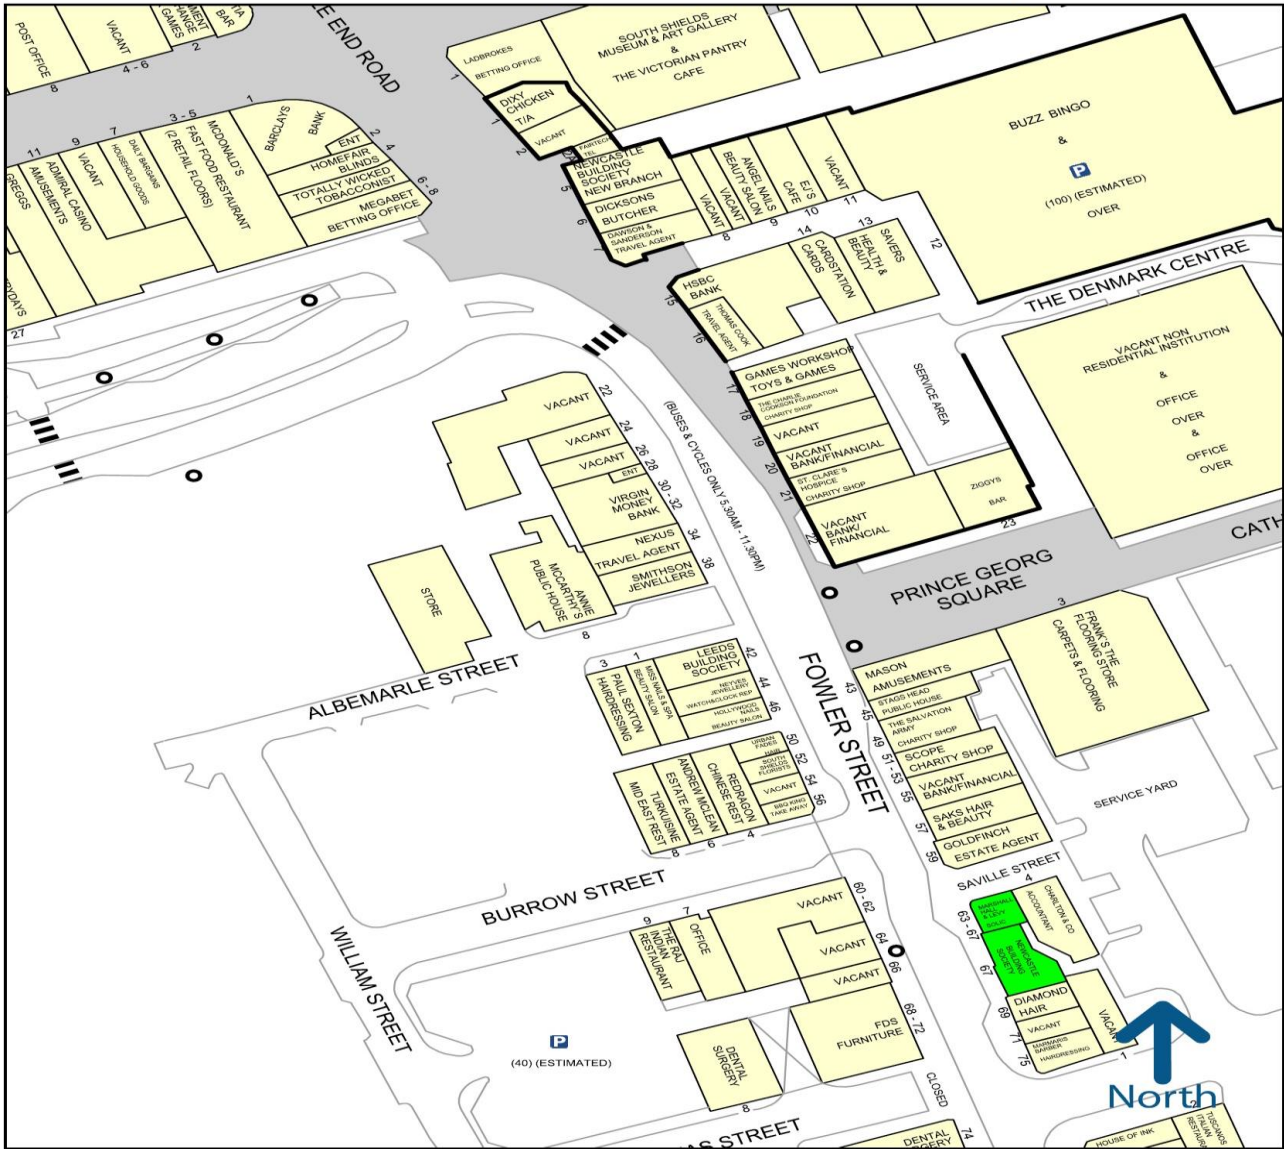 POST OFFICE
8
VACANT
4 - 6
GAMES
2
BAR
LE END ROAD
LADBROKES
BETTING OFFICE
1
SOUTH SHIELDS
MUSEUM & ART GALLERY
&
THE VICTORIAN PANTRY
CAFE
DIXY
CHICKEN
T/A
1
VACANT
2
FAIRTECH
TEL
NEWCASTLE
BUILDING
SOCIETY
NEW BRANCH
5
DICKSONS
BUTCHER
6
DAWSON &
SANDERSON
TRAVEL AGENT
7
VACANT
8
VACANT
BEAUTY SALON
ANGEL NAILS
9
EJ'S
CAFE
10
VACANT
11
BUZZ BINGO
&
P
(100) (ESTIMATED)
OVER
GREGGS
11
ADMIRAL CASINO
AMUSEMENTS
9
VACANT
7
DAILY BARGAINS
HOUSEHOLD GOODS
3 - 5
MCDONALD'S
FAST FOOD RESTAURANT
(2 RETAIL FLOORS)
1
BARCLAYS
BANK
ENT
2
HOMEFAIR
BLINDS
4
TOTALLY WICKED
TOBACCONIST
MEGABET
BETTING OFFICE
6-8
RYDAYS
27
HSBC
BANK
15
THOMAS COOK
TRAVEL AGENT
16
14
CARDSTATION
CARDS
13
SAVERS
HEALTH &
BEAUTY
12
THE DENMARK CENTRE
GAMES WORKSHOP
TOYS & GAMES
17
THE CHARLIE
COOKSON FOUNDATION
CHARITY SHOP
18
VACANT
19
VACANT
BANK/FINANCIAL
20
ST. CLARE'S
HOSPICE
CHARITY SHOP
21
VACANT
BANK/
FINANCIAL
22
SERVICE AREA
ZIGGYS
BAR
23
VACANT NON
RESIDENTIAL INSTITUTION
&
OFFICE
OVER
&
OFFICE
OVER
CATH
PRINCE GEORG
SQUARE
(BUSES & CYCLES ONLY 5.30AM - 11.30PM)
VACANT
22
VACANT
24
VACANT
26
ENT
28
VIRGIN
MONEY
BANK
30 - 32
NEXUS
TRAVEL AGENT
34
SMITHSON
JEWELLERS
38
ANNIE
MCCARTHY'S
PUBLIC HOUSE
8
STORE
ALBEMARLE STREET
3
PAUL SEXTON
HAIRDRESSING
1
MISS NAILS & SPA
BEAUTY SALON
LEEDS
BUILDING
SOCIETY
42
NEYVES
JEWELLERY
WATCH&CLOCK REP
44
HOLLYWOOD
NAILS
BEAUTY SALON
46
FOWLER STREET
URBAN
FADES
HAIR
50
SOUTH
SHIELDS
FLORISTS
52
VACANT
54
BBQ KING
TAKE AWAY
56
REDRAGON
CHINESE REST
4
ANDREW MCLEAN
ESTATE AGENT
6
TURKUISINE
MID EAST REST
8
MASON
AMUSEMENTS
43
STAGS HEAD
PUBLIC HOUSE
45
THE SALVATION
ARMY
CHARITY SHOP
49
SCOPE
CHARITY SHOP
51 - 53
VACANT
BANK/FINANCIAL
55
SAKS HAIR
& BEAUTY
57
GOLDFINCH
ESTATE AGENT
59
3
FRANK'S THE
FLOORING STORE
CARPETS & FLOORING
SERVICE YARD
SAVILLE STREET
4
CHARLTON & CO
ACCOUNTANT
MARSHALL
HALL
& LEVY
SOLIC
63 - 67
NEWCASTLE
BUILDING
SOCIETY
67
DIAMOND
HAIR
69
VACANT
71
MARMARIS
BARBER
HAIRDRESSING
75
VACANT
1
BURROW STREET
WILLIAM STREET
9
THE RAJ
INDIAN
RESTAURANT
7
OFFICE
VACANT
60 - 62
VACANT
64
VACANT
66
FDS
FURNITURE
68 - 72
DENTAL
SURGERY
8
P
(40) (ESTIMATED)
CLOSED
AS STREET
DENTAL
GERY
74
HOUSE OF INK
2
TUSCANOS
ITALIAN
RESTAURA
North